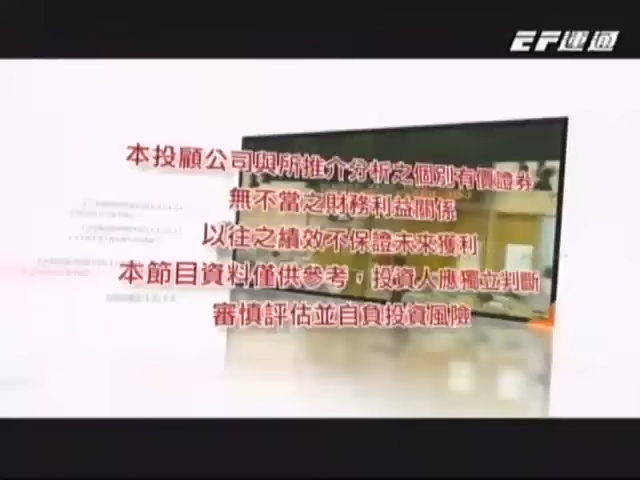 EF運通
本投顧公司與所推介分析之個別有價證券
無不當之財務利益關係
以往之績效不保證未來獲利
本節目資料僅供參考，投資人應獨立判斷
審慎評估並自負投資風險